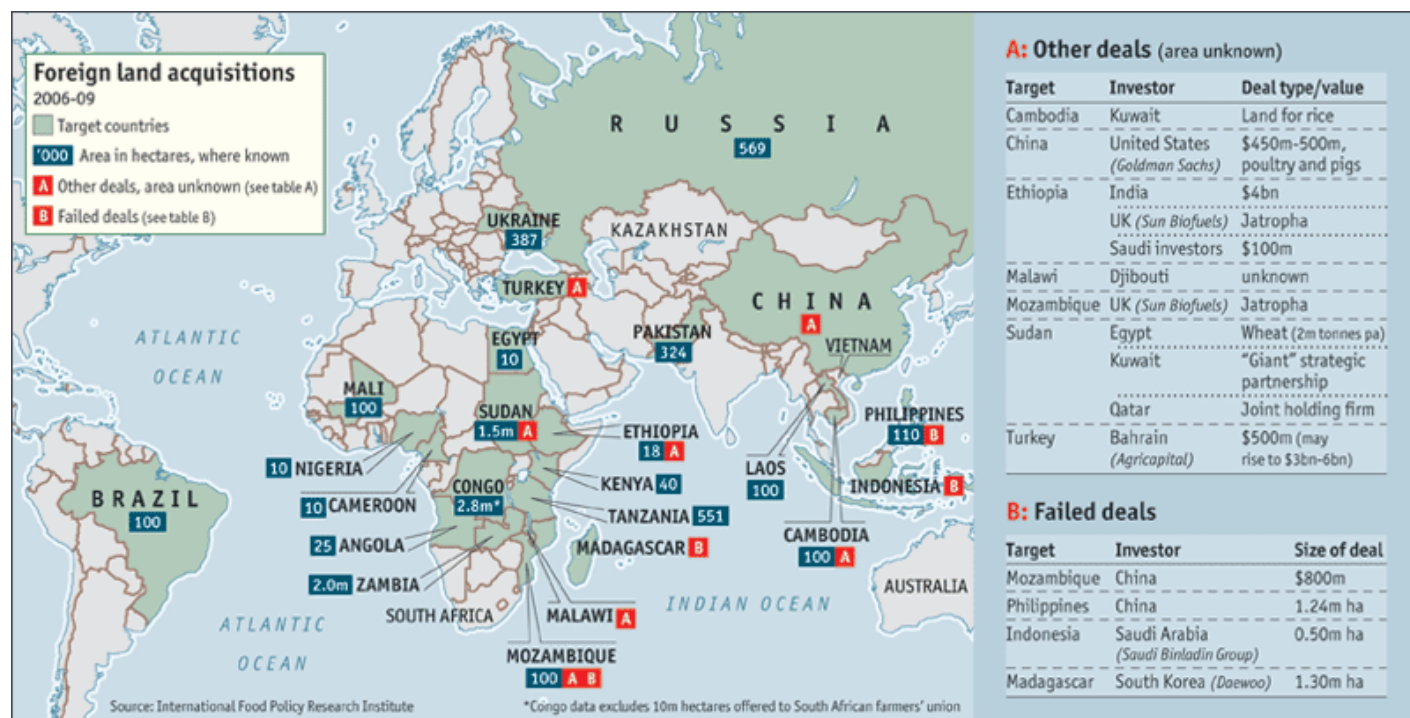 Foreign land acquisitions
2006-09
Target countries
'000 Area in hectares, where known
A Other deals, area unknown (see table A)
B Failed deals (see table B)
R U S S I A
569
UKRAINE
387
KAZAKHSTAN
TURKEY A
C H I N A
A
ATLANTIC
OCEAN
EGYPT
10
PAKISTAN
324
VIETNAM
MALI
100
SUDAN
1.5m A
ETHIOPIA
18 A
PHILIPPINES
110 B
10 NIGERIA
LAOS
100
BRAZIL
100
CONGO
2.8m*
KENYA 40
INDONESIA B
10 CAMEROON
TANZANIA 551
25 ANGOLA
MADAGASCAR B
CAMBODIA
100 A
2.0m ZAMBIA
AUSTRALIA
SOUTH AFRICA
MALAWI A
INDIAN OCEAN
ATLANTIC
OCEAN
MOZAMBIQUE
100 A B
Source: International Food Policy Research Institute
*Congo data excludes 10m hectares offered to South African farmers' union
A: Other deals (area unknown)
Target Investor Deal type/value
Cambodia Kuwait Land for rice
China United States $450m-500m,
(Goldman Sachs) poultry and pigs
Ethiopia India $4bn
UK (Sun Biofuels) Jatropha
Saudi investors $100m
Malawi Djibouti unknown
Mozambique UK (Sun Biofuels) Jatropha
Sudan Egypt Wheat (2m tonnes pa)
Kuwait "Giant" strategic
partnership
Qatar Joint holding firm
Turkey Bahrain $500m (may
(Agricapital) rise to $3bn-6bn)
B: Failed deals
Target Investor Size of deal
Mozambique China $800m
Philippines China 1.24m ha
Indonesia Saudi Arabia 0.50m ha
(Saudi Binladin Group)
Madagascar South Korea (Daewoo) 1.30m ha